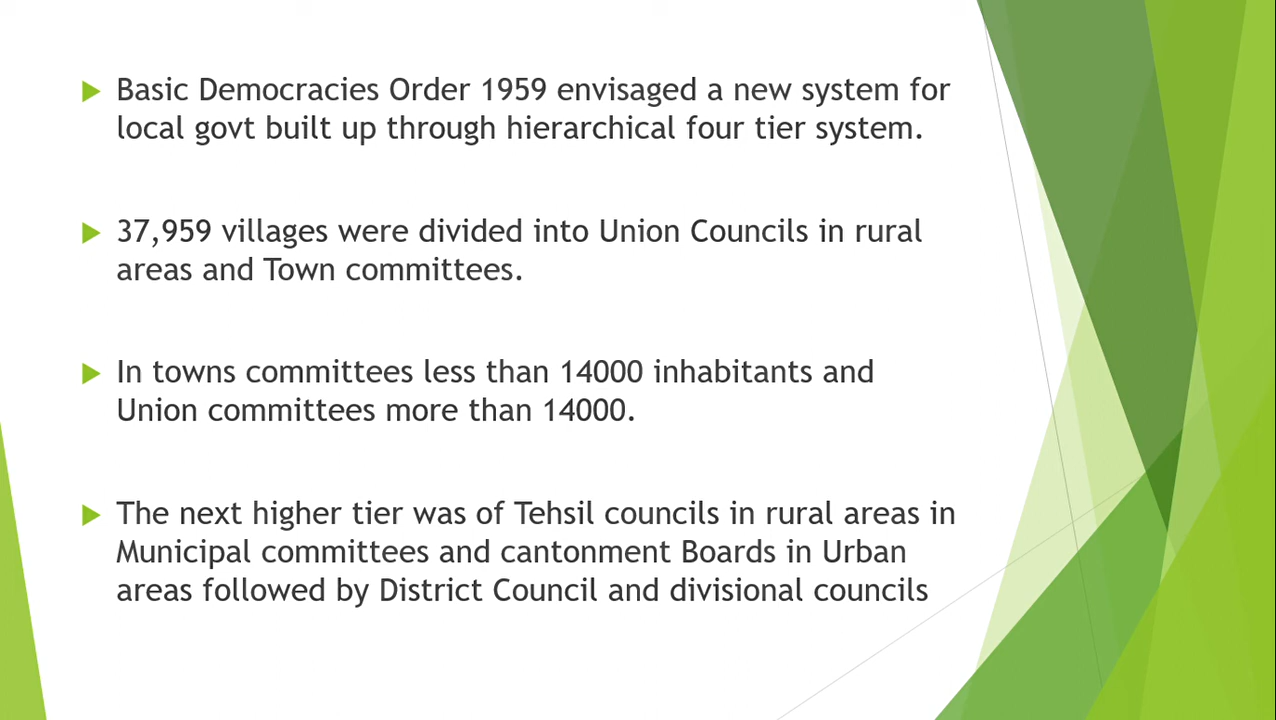 Basic Democracies Order 1959 envisaged a new system for
local govt built up through hierarchical four tier system.
37,959 villages were divided into Union Councils in rural
areas and Town committees.
In towns committees less than 14000 inhabitants and
Union committees more than 14000.
The next higher tier was of Tehsil councils in rural areas in
Municipal committees and cantonment Boards in Urban
areas followed by District Council and divisional councils